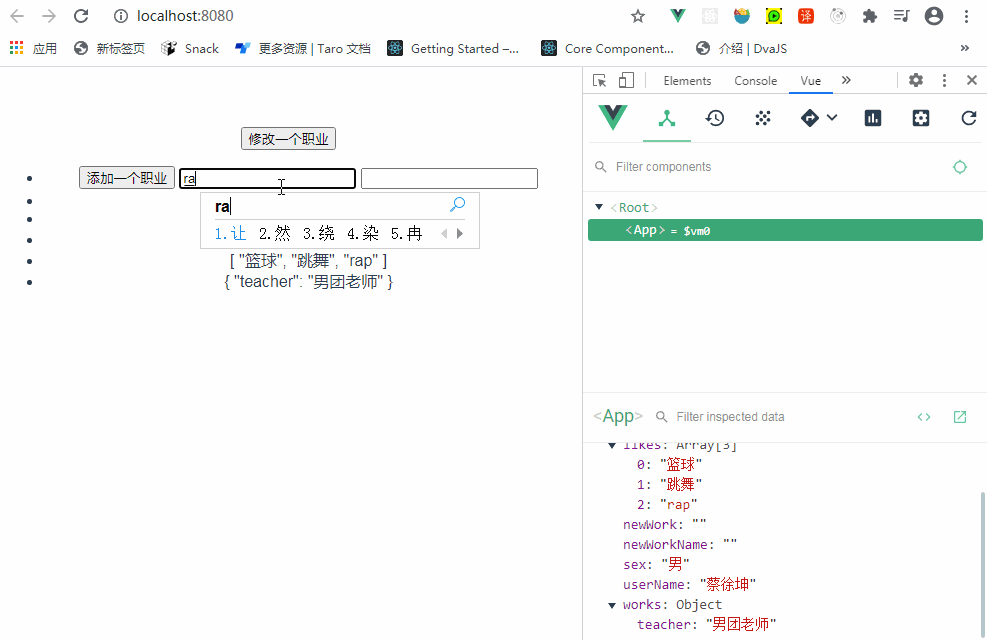 localhost:8080
译
应用 新标签页 Snack 更多资源 | Taro 文档 Getting Started –... Core Component... 介绍 | DvaJS »
Elements Console Vue »
修改一个职业
Filter components
添加一个职业 ra
<Root>
ra
<App> = $vm0
1.让 2.然 3.绕 4.染 5.冉
[ "篮球", "跳舞", "rap" ]
{ "teacher": "男团老师" }
<App> Filter inspected data
likes: Array[3]
0: "篮球"
1: "跳舞"
2: "rap"
newWork: ""
newWorkName: ""
sex: "男"
userName: "蔡徐坤"
works: Object
teacher: "男团老师"